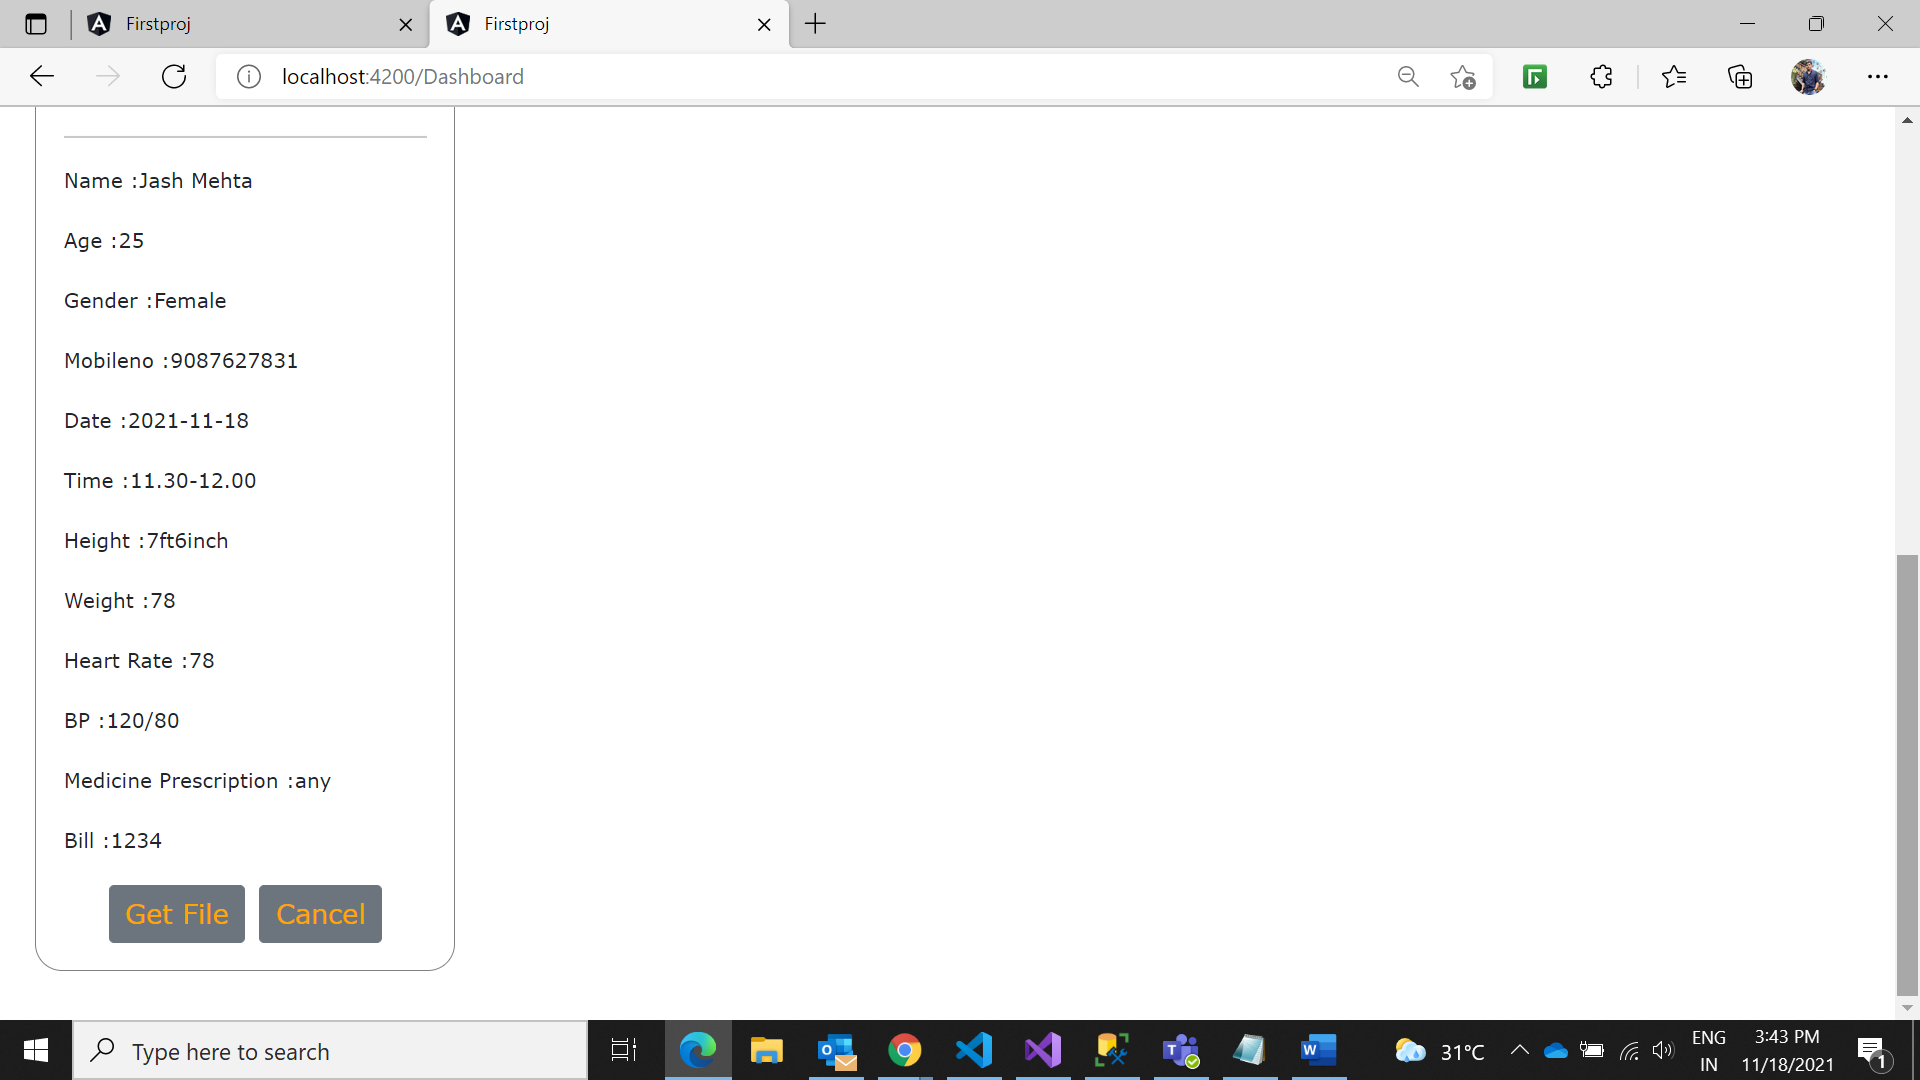 Firstproj
Firstproj
localhost:4200/Dashboard
Name :Jash Mehta
Age :25
Gender :Female
Mobileno :9087627831
Date :2021-11-18
Time :11.30-12.00
Height :7ft6inch
Weight :78
Heart Rate :78
BP :120/80
Medicine Prescription :any
Bill :1234
Get File Cancel
Type here to search
31°C
ENG
IN
3:43 PM
11/18/2021
1